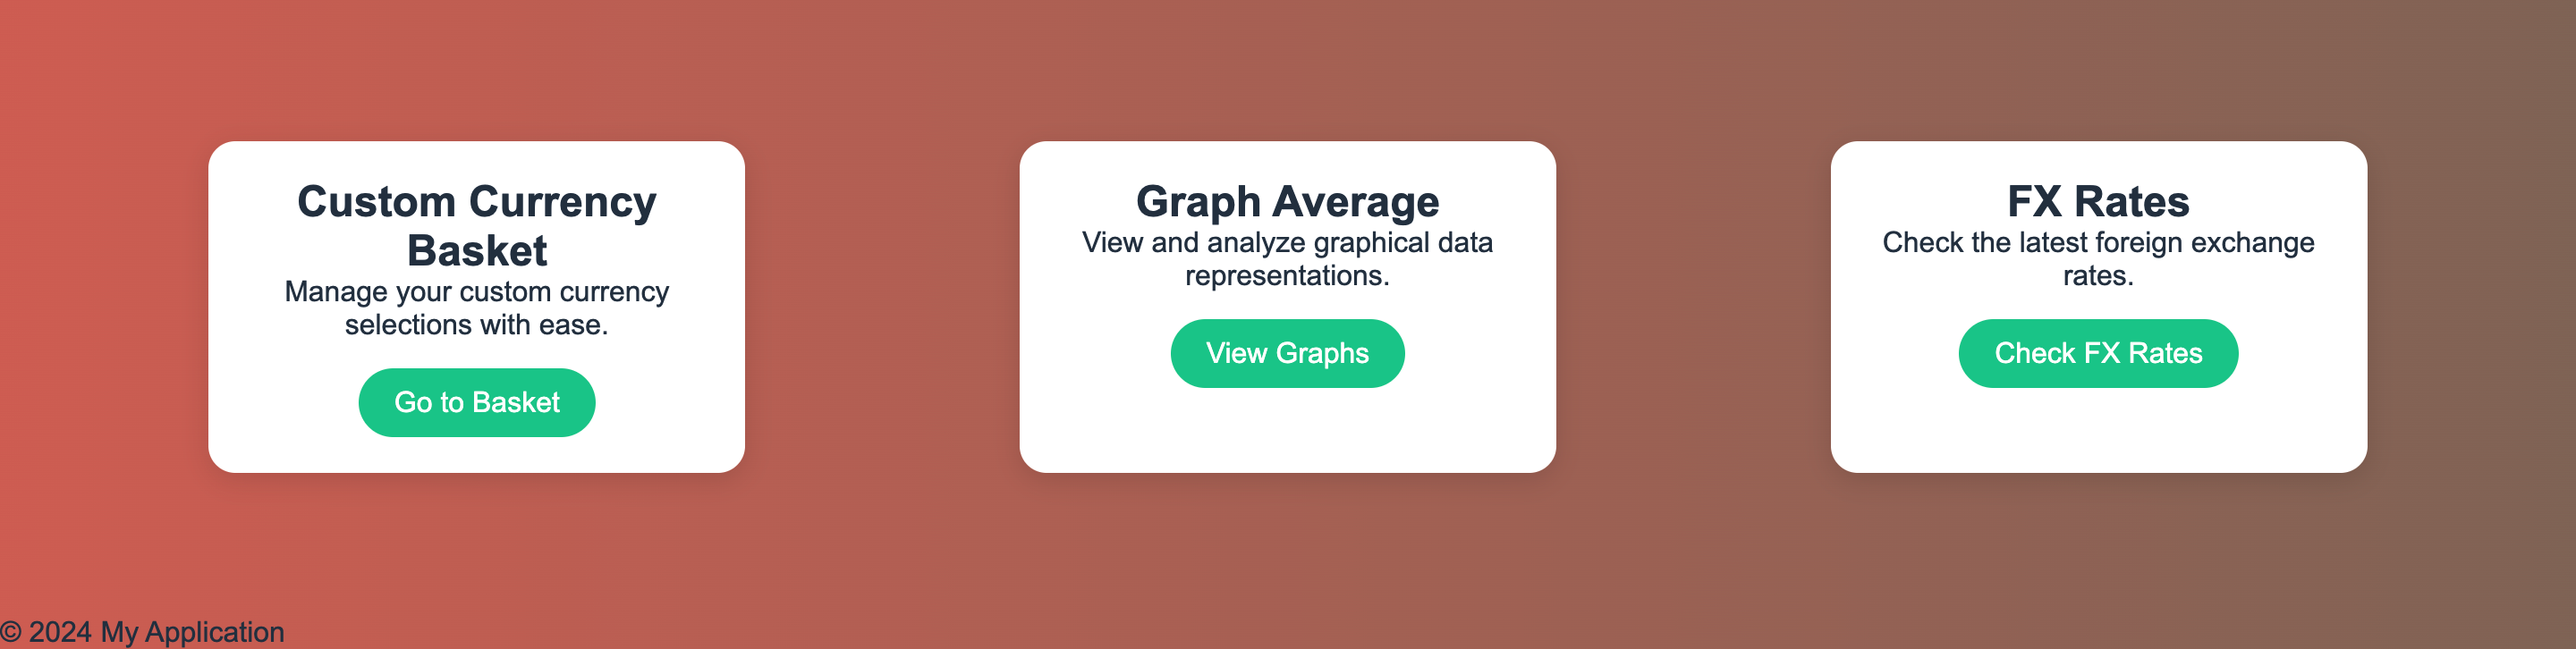 Custom Currency
Basket
Manage your custom currency
selections with ease.
Go to Basket
Graph Average
View and analyze graphical data
representations.
View Graphs
FX Rates
Check the latest foreign exchange
rates.
Check FX Rates
© 2024 My Application